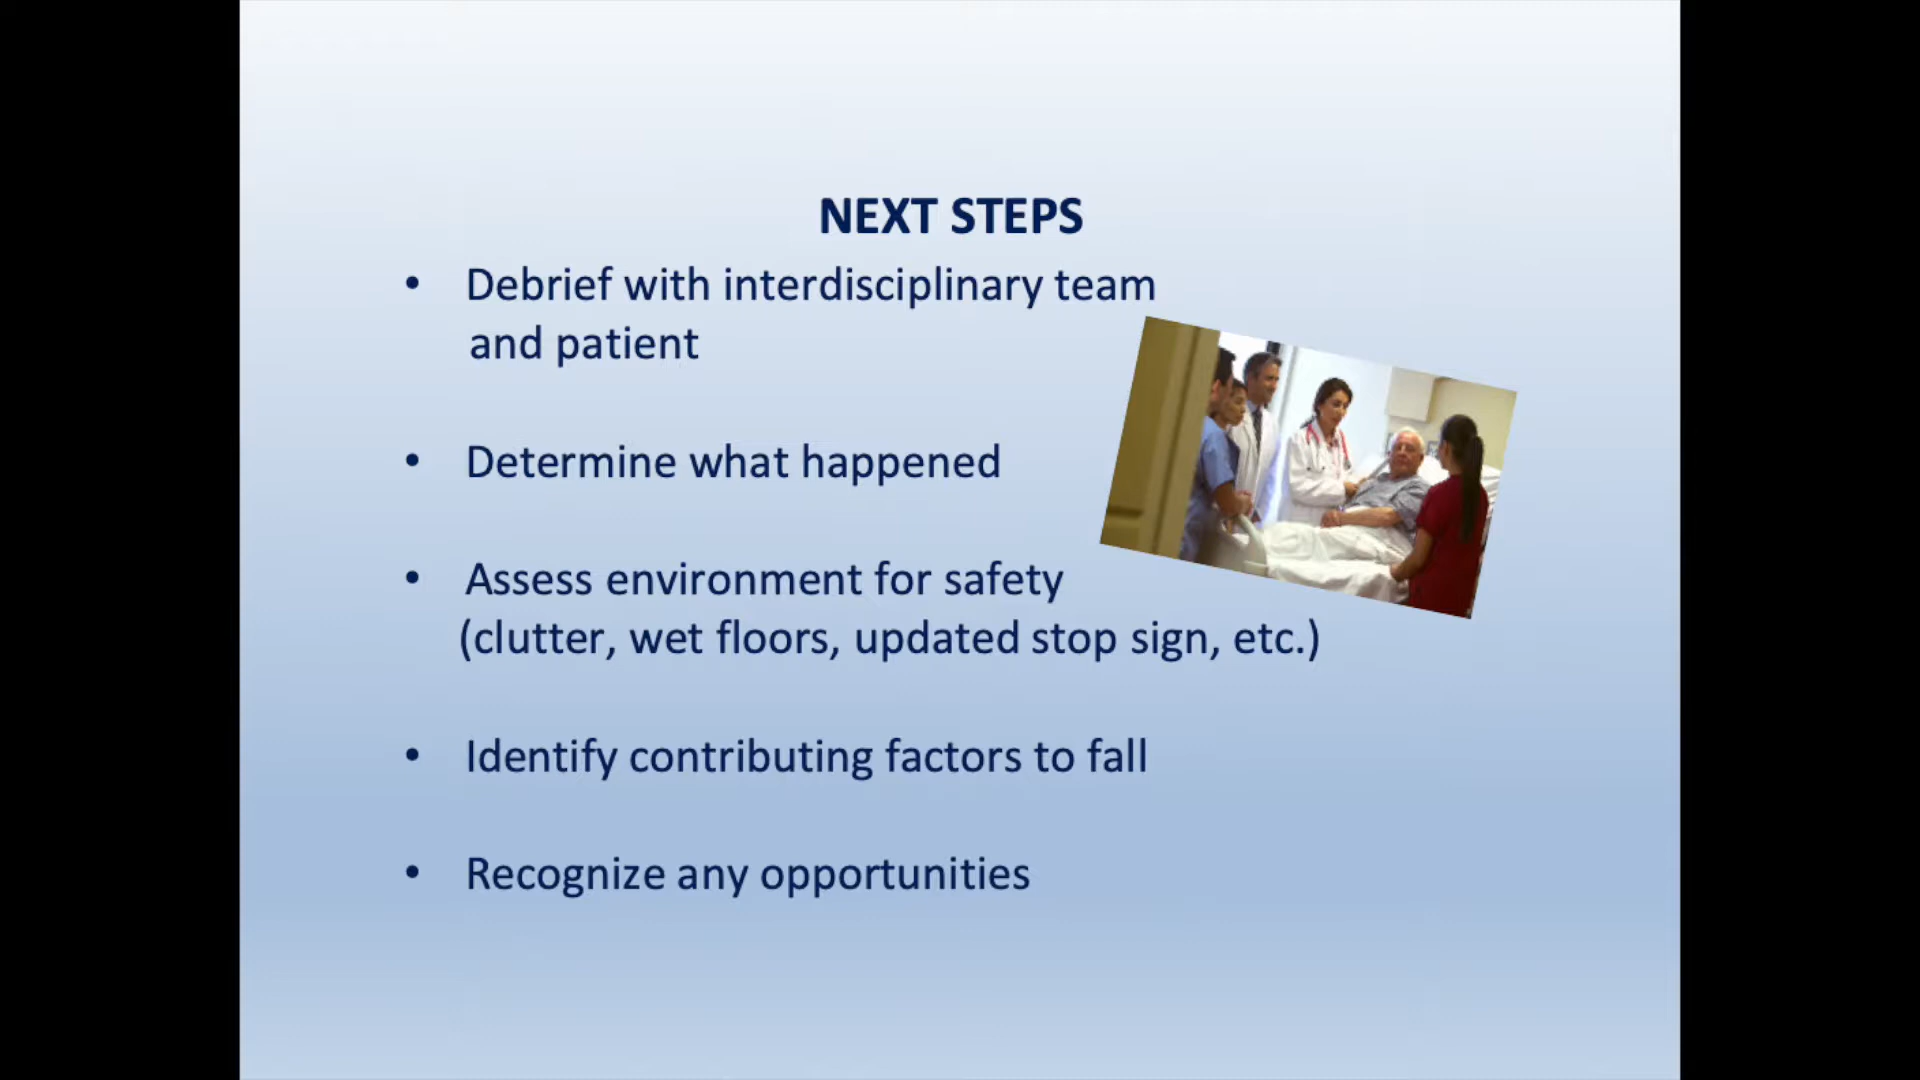 NEXT STEPS
• Debrief with interdisciplinary team
and patient
• Determine what happened
• Assess environment for safety
(clutter, wet floors, updated stop sign, etc.)
• Identify contributing factors to fall
• Recognize any opportunities